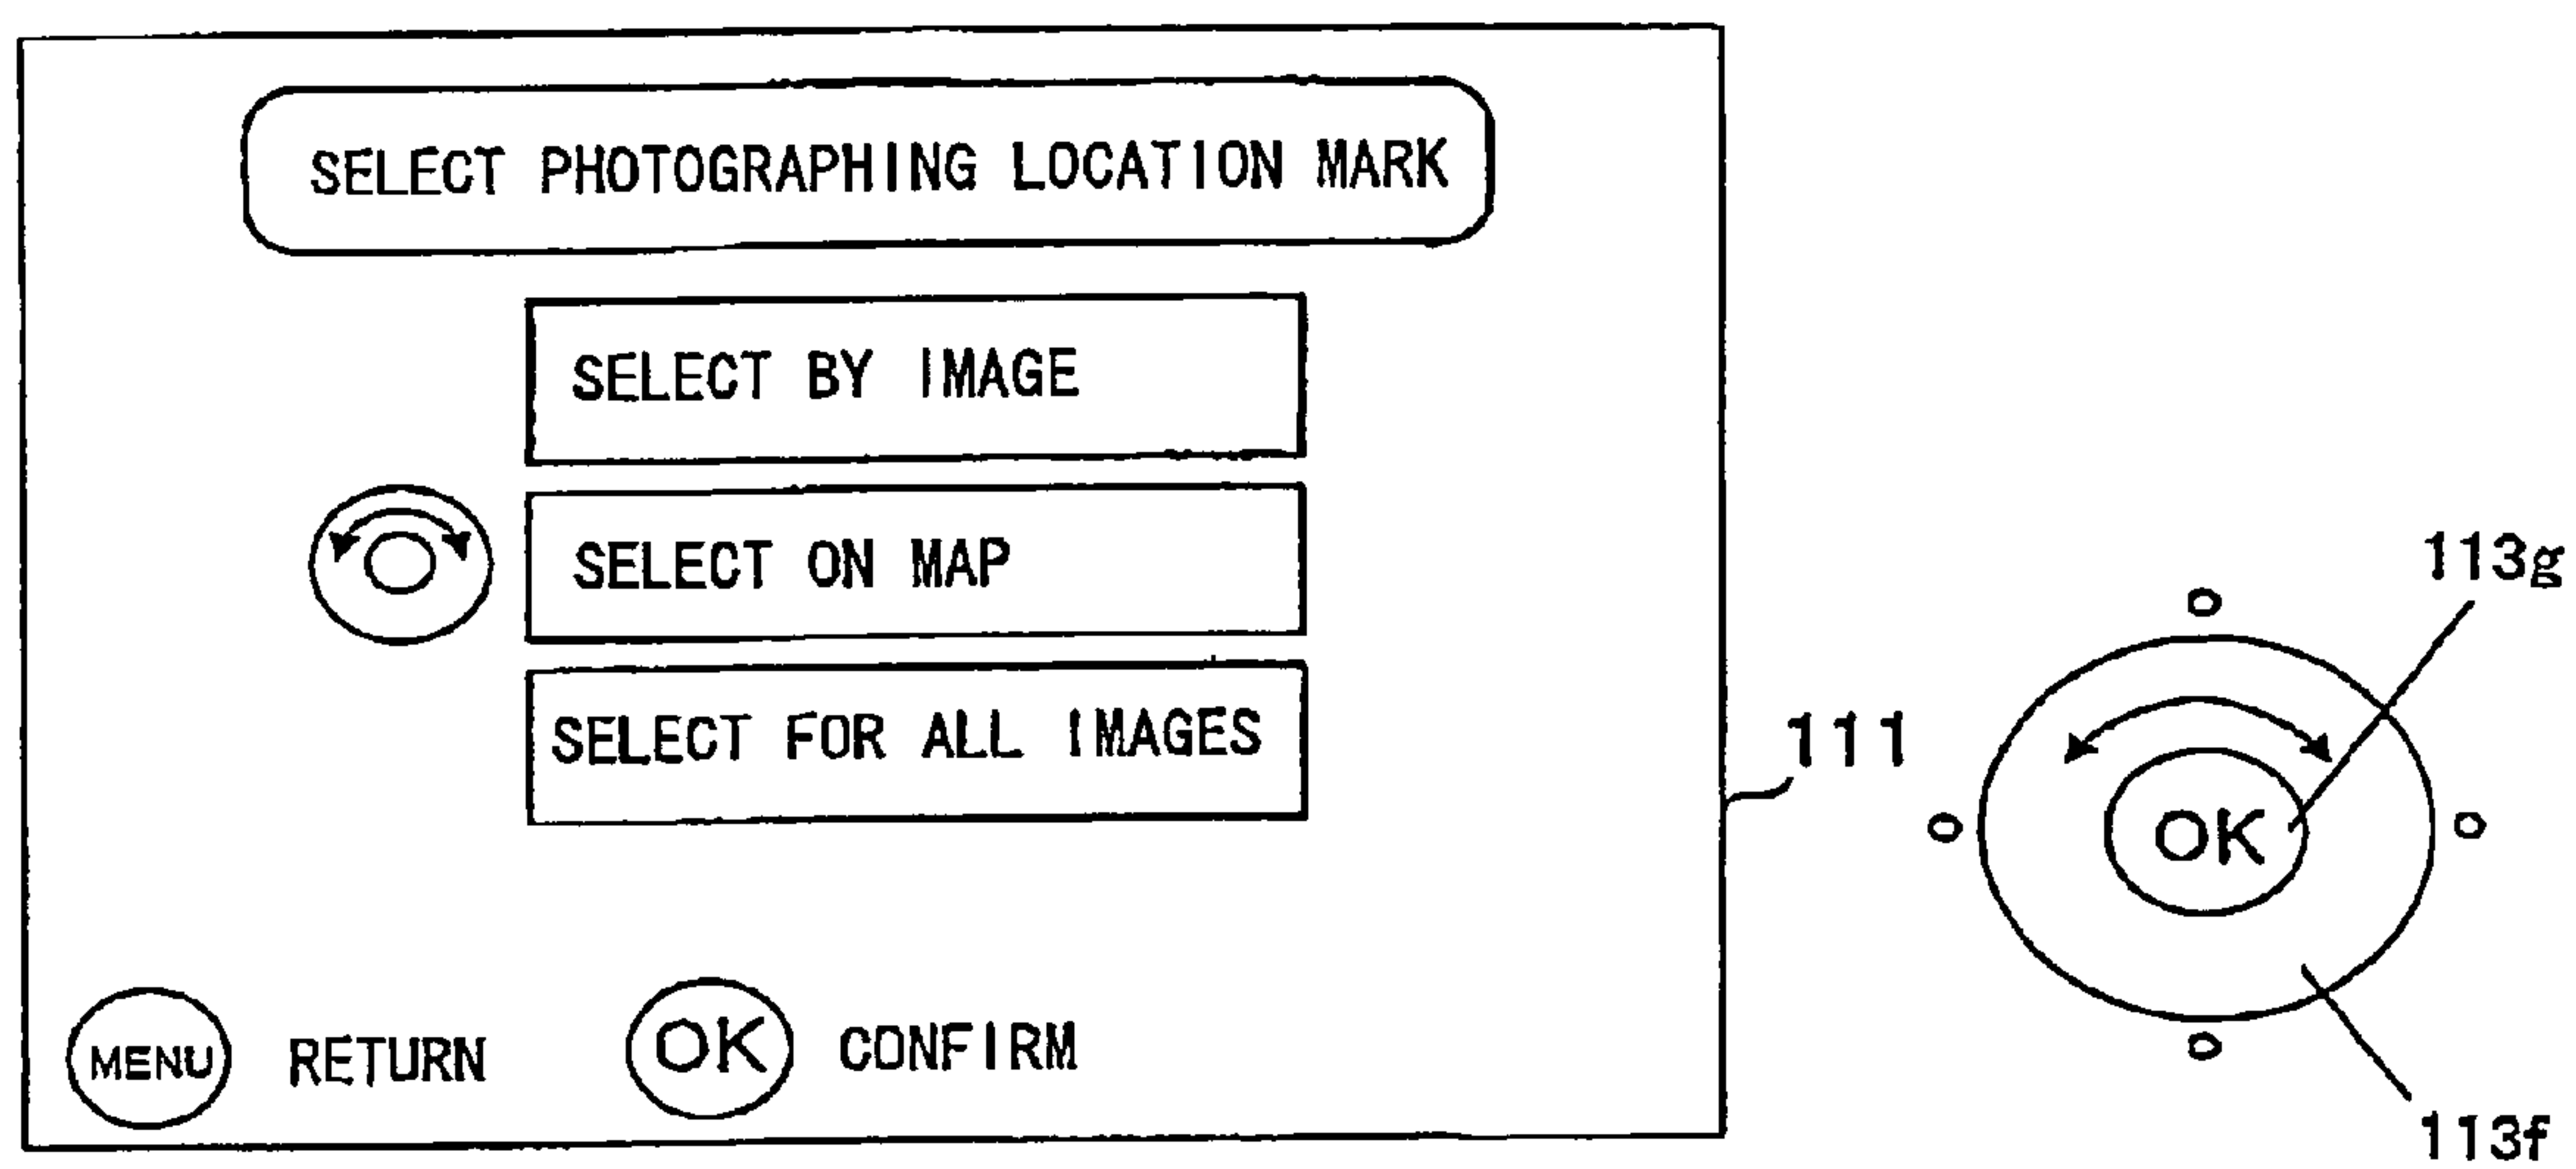 SELECT PHOTOGRAPHING LOCATION MARK
SELECT BY IMAGE
SELECT ON MAP
SELECT FOR ALL IMAGES
MENU RETURN OK CONFIRM
111
113g
OK
113f